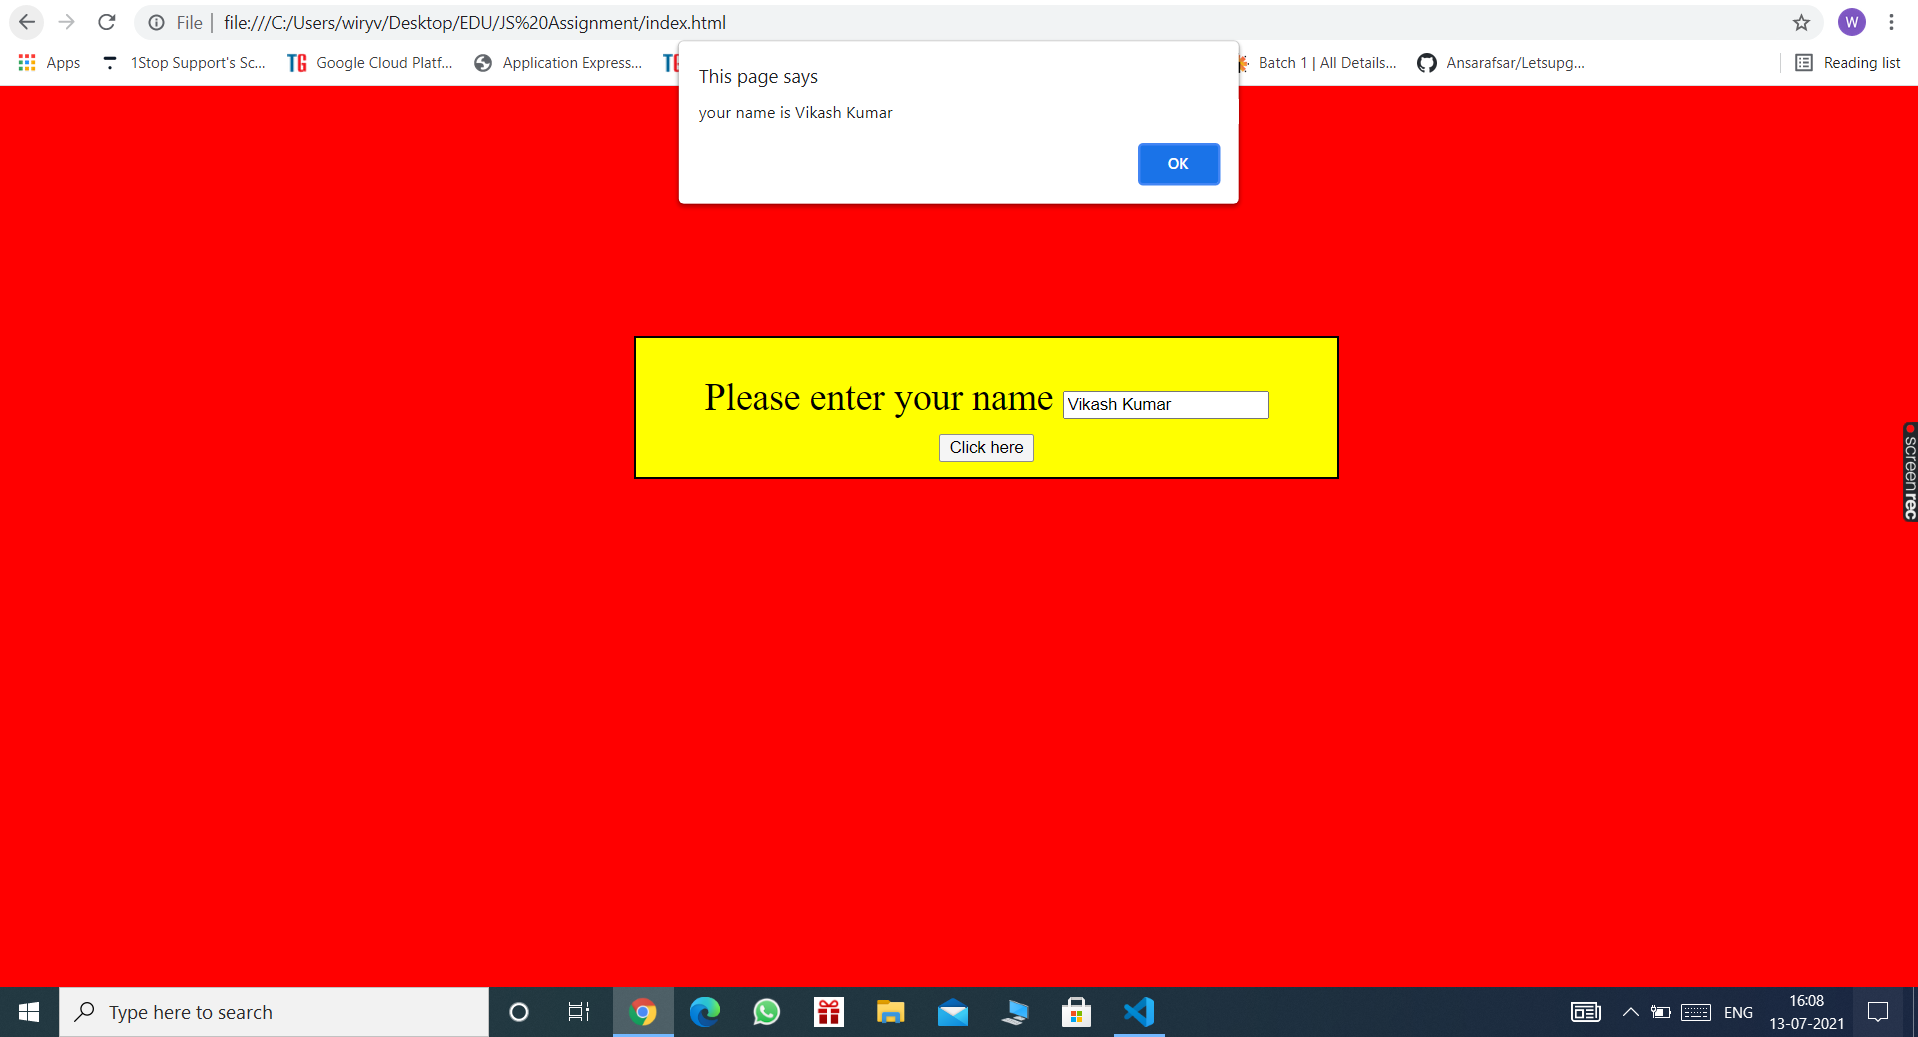 File | file:///C:/Users/wiryv/Desktop/EDU/JS%20Assignment/index.html
W
Apps
1Stop Support's Sc...
TG Google Cloud Platf...
Application Express...
Batch 1 | All Details...
Ansarafsar/Letsupg...
Reading list
This page says
your name is Vikash Kumar
OK
Please enter your name Vikash Kumar
Click here
screenrec
Type here to search
ENG
16:08
13-07-2021